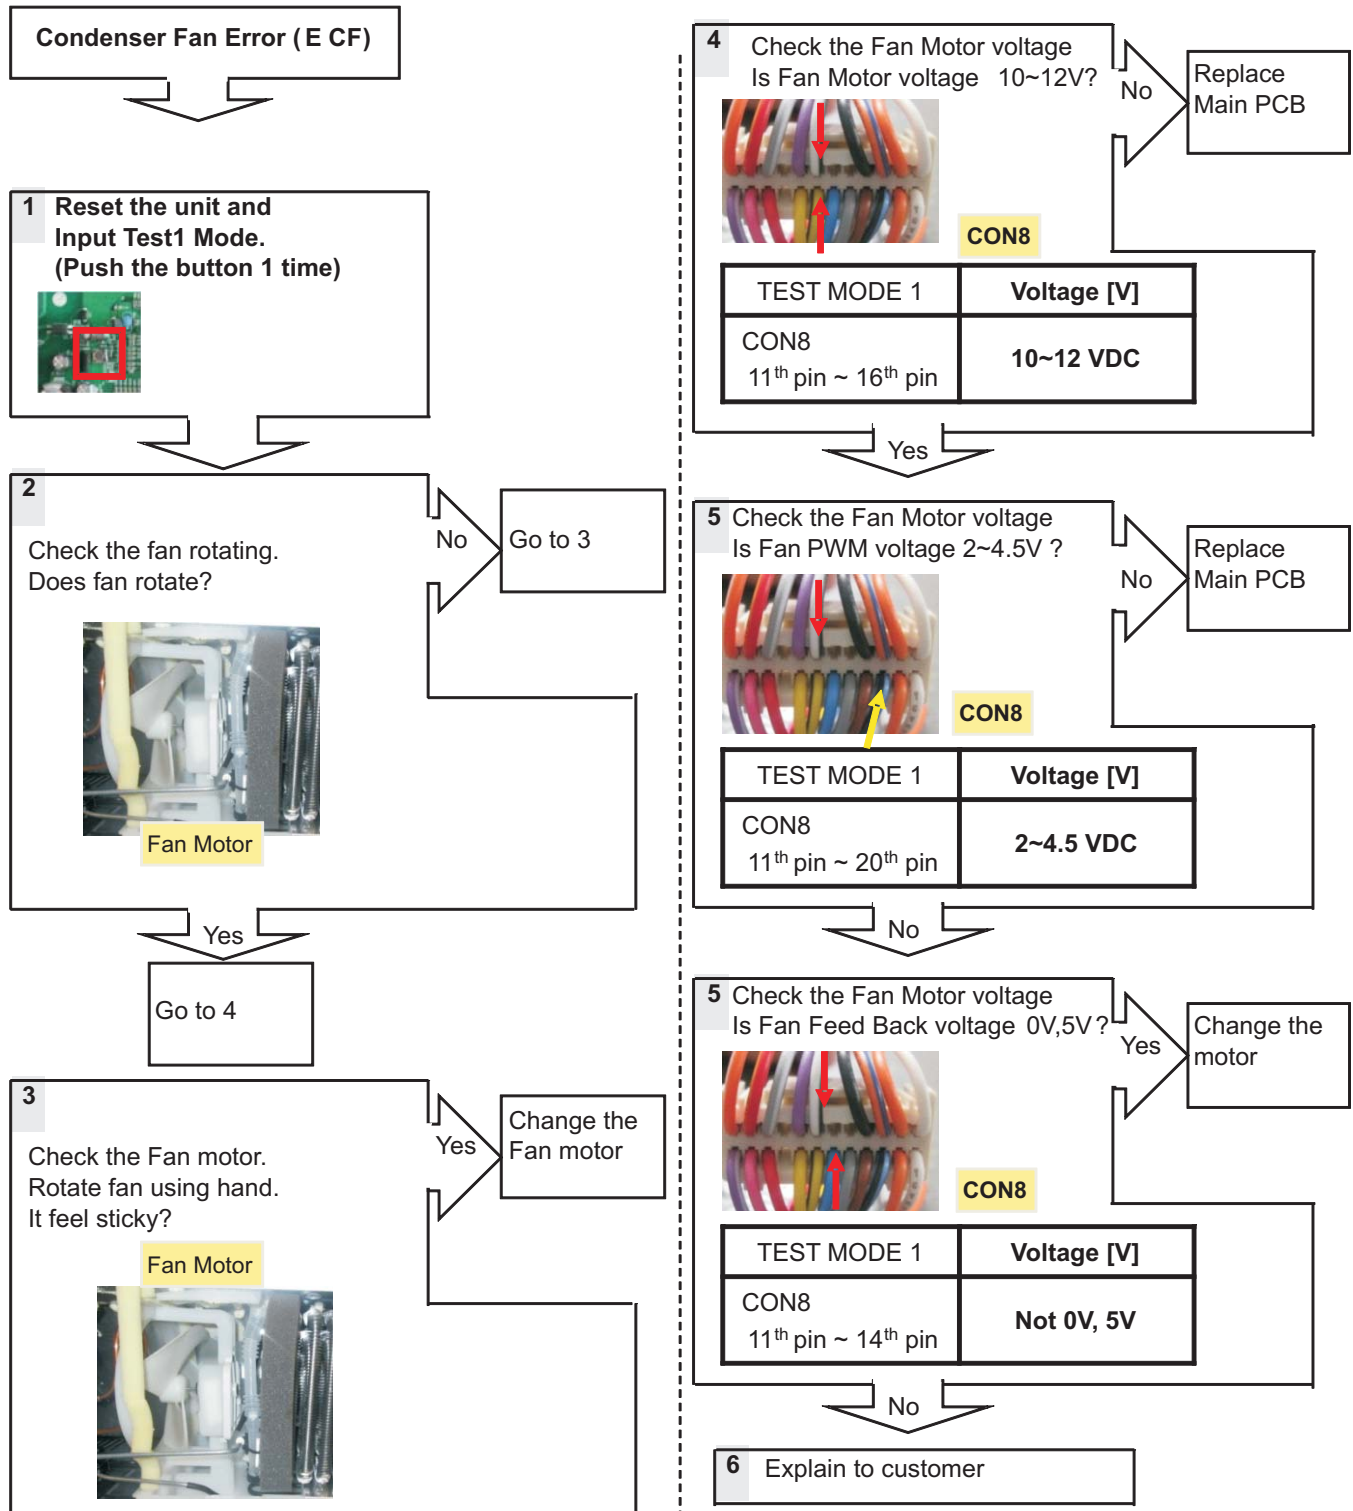 Condenser Fan Error ( E CF)
1 Reset the unit and
Input Test1 Mode.
(Push the button 1 time)
2
Check the fan rotating.
Does fan rotate?
No
Go to 3
Fan Motor
Yes
Go to 4
3
Check the Fan motor.
Rotate fan using hand.
It feel sticky?
Yes
Change the
Fan motor
Fan Motor
4 Check the Fan Motor voltage
Is Fan Motor voltage 10~12V?
No
Replace
Main PCB
CON8
TEST MODE 1 Voltage [V]
CON8
11th pin ~ 16th pin
10~12 VDC
Yes
5 Check the Fan Motor voltage
Is Fan PWM voltage 2~4.5V ?
No
Replace
Main PCB
CON8
TEST MODE 1 Voltage [V]
CON8
11th pin ~ 20th pin
2~4.5 VDC
No
5 Check the Fan Motor voltage
Is Fan Feed Back voltage 0V,5V ?
Yes
Change the
motor
CON8
TEST MODE 1 Voltage [V]
CON8
11th pin ~ 14th pin
Not 0V, 5V
No
6 Explain to customer